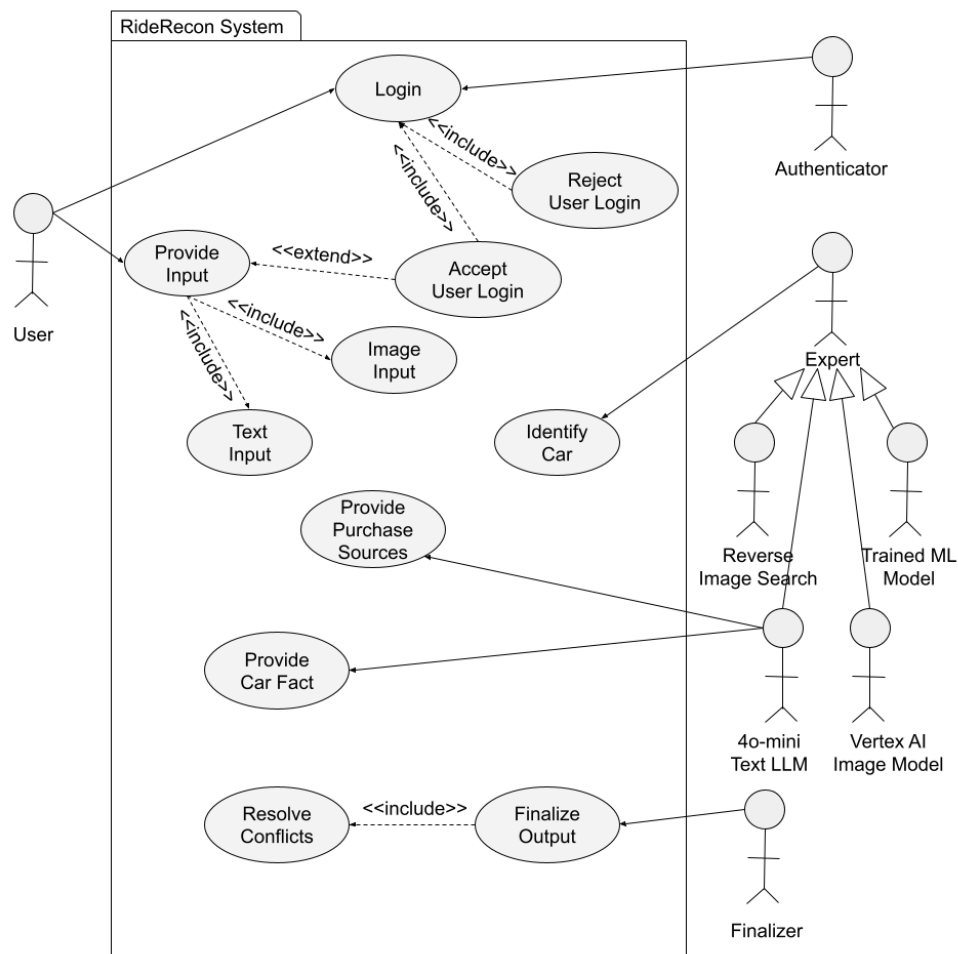 RideRecon System
Login
Authenticator
<<include>>
<<include>>
Reject
User Login
User
Provide
Input
<<extend>>
Accept
User Login
<<include>>
<<include>>
Image
Input
Text
Input
Expert
Identify
Car
Provide
Purchase
Sources
Reverse
Image Search
Trained ML
Model
Provide
Car Fact
4o-mini
Text LLM
Vertex AI
Image Model
Resolve
Conflicts
<<include>>
Finalize
Output
Finalizer